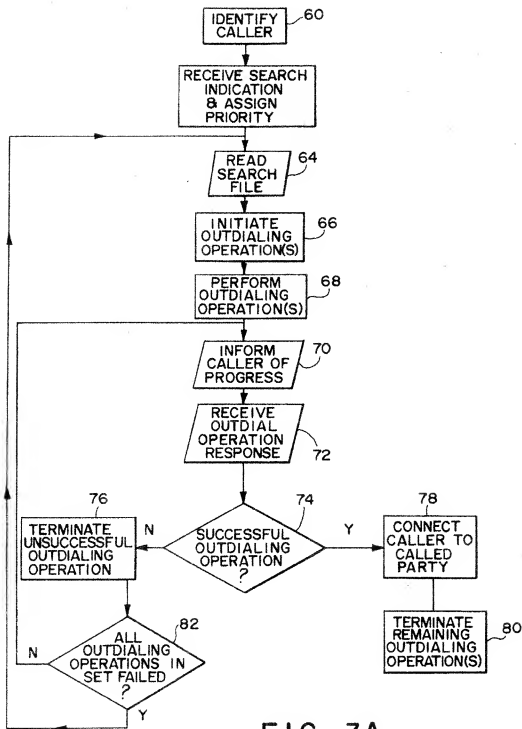 IDENTIFY
CALLER
60
RECEIVE SEARCH
INDICATION
& ASSIGN
PRIORITY
READ
SEARCH
FILE
64
INITIATE
OUTDIALING
OPERATION(S)
66
PERFORM
OUTDIALING
OPERATION(S)
68
INFORM
CALLER OF
PROGRESS
70
RECEIVE
OUTDIAL
OPERATION
RESPONSE
72
74
SUCCESSFUL
OUTDIALING
OPERATION
?
N
Y
76
TERMINATE
UNSUCCESSFUL
OUTDIALING
OPERATION
78
CONNECT
CALLER TO
CALLED
PARTY
TERMINATE
REMAINING
OUTDIALING
OPERATION(S)
80
82
ALL
OUTDIALING
OPERATIONS IN
SET FAILED
?
N
Y
FIG. 7A